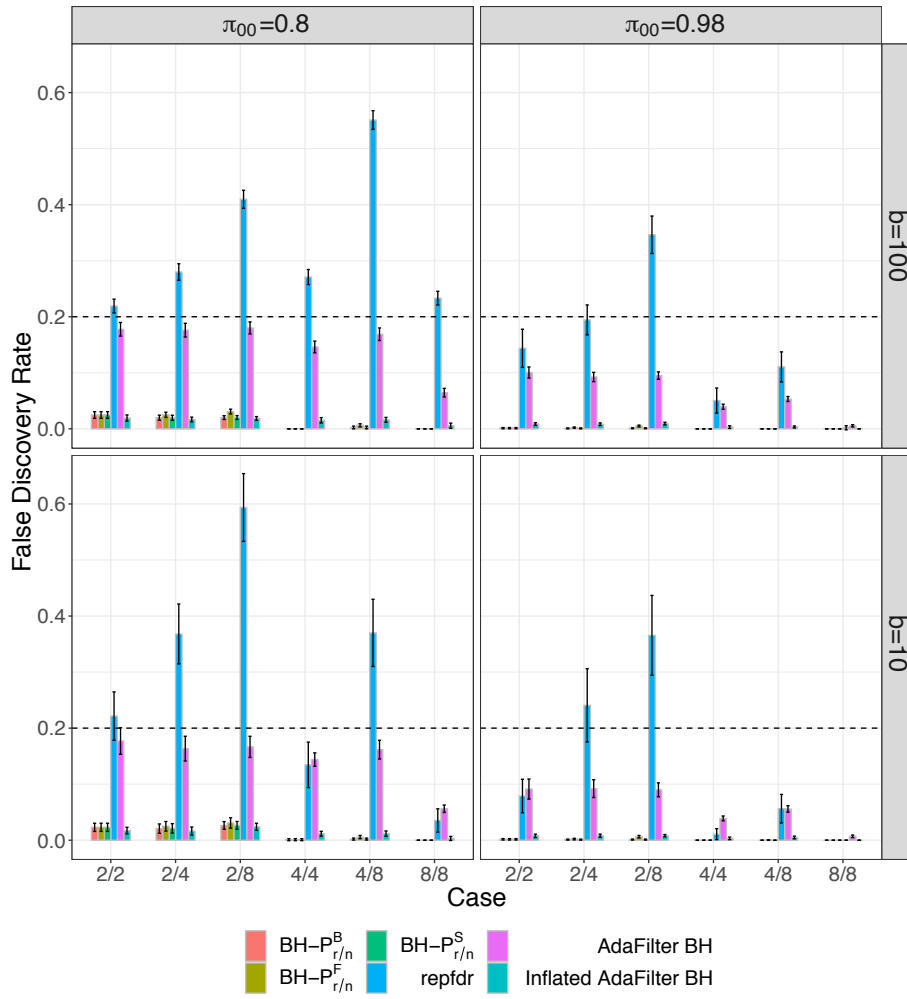 π00=0.8
π00=0.98
False Discovery Rate
0.6
0.4
0.2
0.0
b=100
0.6
0.4
0.2
0.0
b=10
2/2 2/4 2/8 4/4 4/8 8/8
2/2 2/4 2/8 4/4 4/8 8/8
Case
BH−P^B_r/n
BH−P^S_r/n
AdaFilter BH
BH−P^F_r/n
repfdr
Inflated AdaFilter BH